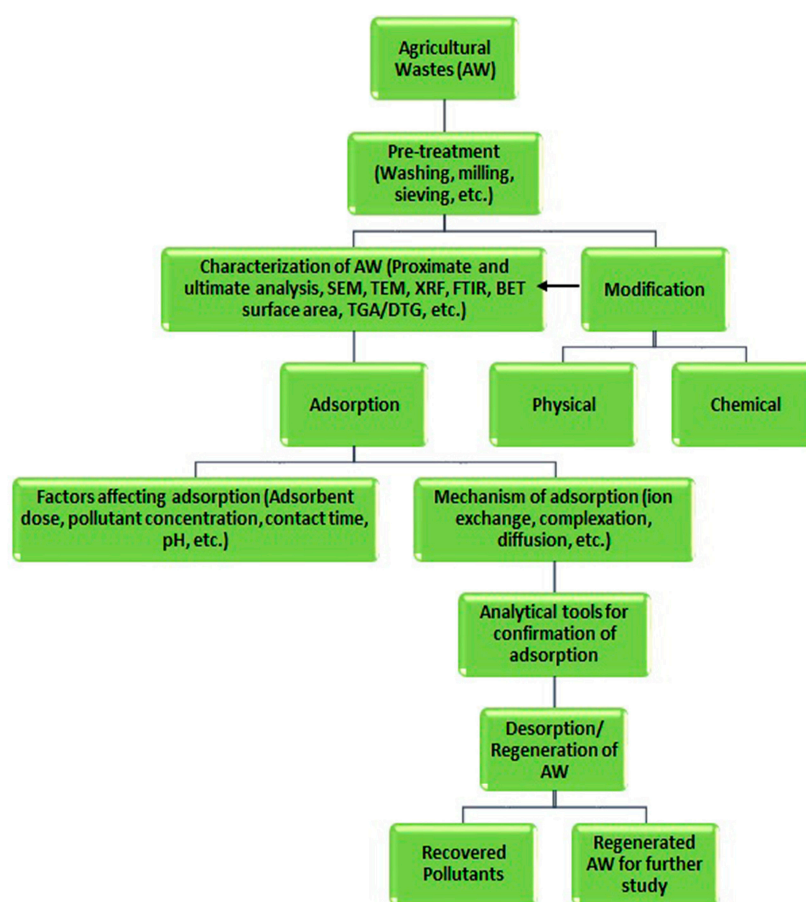 Agricultural
Wastes (AW)
Pre-treatment
(Washing, milling,
sieving, etc.)
Characterization of AW (Proximate and
ultimate analysis, SEM, TEM, XRF, FTIR, BET
surface area, TGA/DTG, etc.)
Modification
Adsorption
Physical
Chemical
Factors affecting adsorption (Adsorbent
dose, pollutant concentration, contact time,
pH, etc.)
Mechanism of adsorption (ion
exchange, complexation,
diffusion, etc.)
Analytical tools for
confirmation of
adsorption
Desorption/
Regeneration of
AW
Recovered
Pollutants
Regenerated
AW for further
study